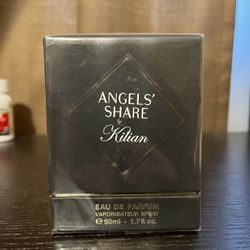 ANGELS'
SHARE
by
Kilian
EAU DE PARFUM
VAPORISATEUR SPRAY
℮ 50ml - 1.7fl.oz.